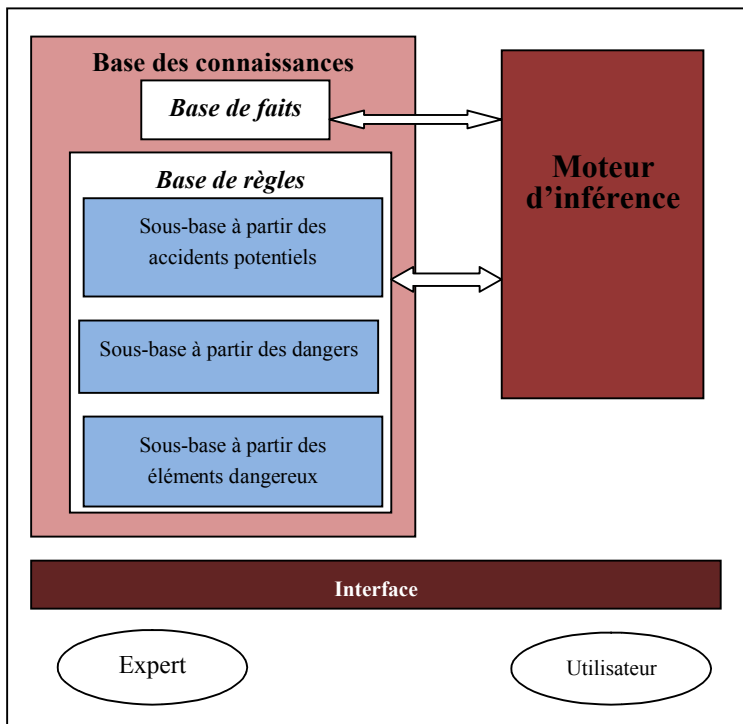 Base des connaissances
Base de faits
Base de règles
Sous-base à partir des
accidents potentiels
Sous-base à partir des dangers
Sous-base à partir des
éléments dangereux
Moteur
d’inférence
Interface
Expert
Utilisateur